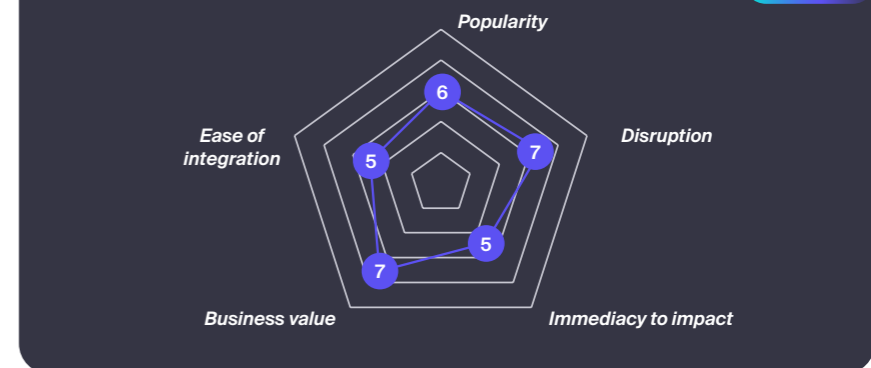 Popularity
6
Ease of
integration
Disruption
7
5
5
7
Business value
Immediacy to impact